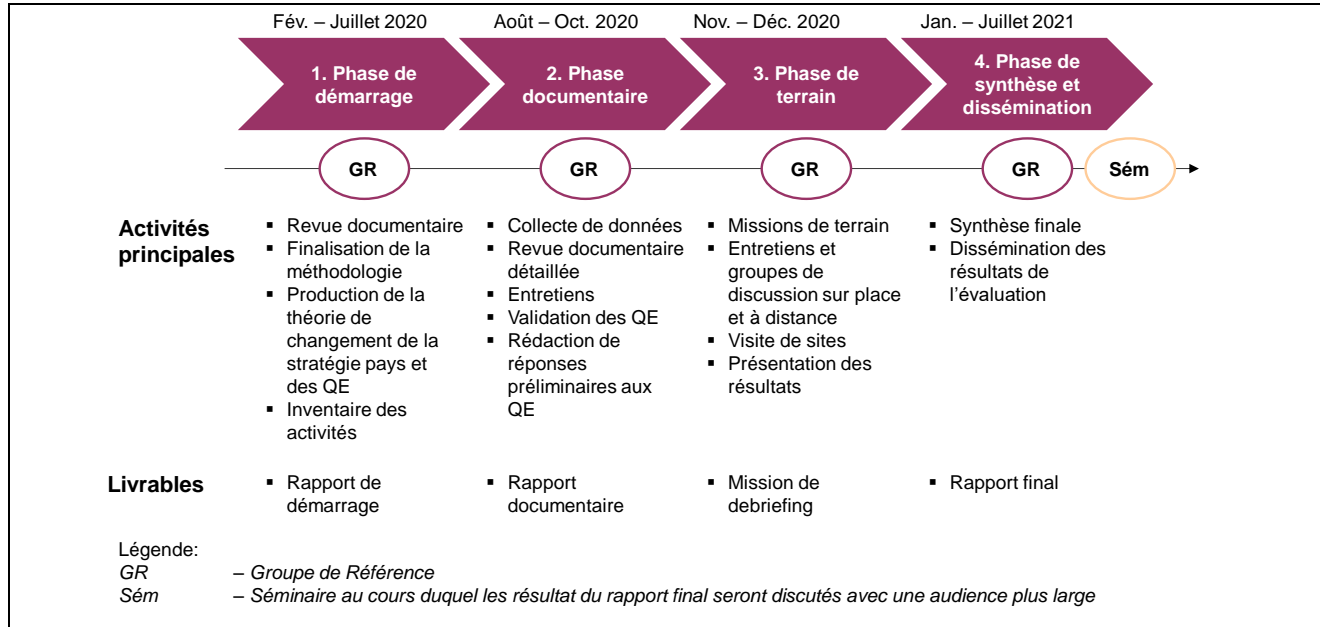 Fév. – Juillet 2020
Août – Oct. 2020
Nov. – Déc. 2020
Jan. – Juillet 2021
1. Phase de
démarrage
2. Phase
documentaire
3. Phase de
terrain
4. Phase de
synthèse et
dissémination
GR
GR
GR
GR
Sém
Activités
principales
▪ Revue documentaire
▪ Finalisation de la
méthodologie
▪ Production de la
théorie de
changement de la
stratégie pays et
des QE
▪ Inventaire des
activités
▪ Collecte de données
▪ Revue documentaire
détaillée
▪ Entretiens
▪ Validation des QE
▪ Rédaction de
réponses
préliminaires aux
QE
▪ Missions de terrain
▪ Entretiens et
groupes de
discussion sur place
et à distance
▪ Visite de sites
▪ Présentation des
résultats
▪ Synthèse finale
▪ Dissémination des
résultats de
l’évaluation
Livrables
▪ Rapport de
démarrage
▪ Rapport
documentaire
▪ Mission de
debriefing
▪ Rapport final
Légende:
GR – Groupe de Référence
Sém – Séminaire au cours duquel les résultat du rapport final seront discutés avec une audience plus large